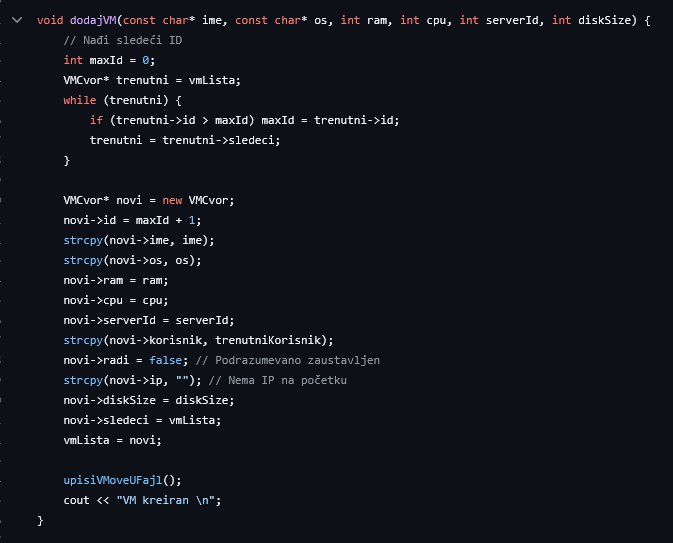 void dodajVM(const char* ime, const char* os, int ram, int cpu, int serverId, int diskSize) {
    // Nađi sledeći ID
    int maxId = 0;
    VMCvor* trenutni = vmLista;
    while (trenutni) {
        if (trenutni->id > maxId) maxId = trenutni->id;
        trenutni = trenutni->sledeci;
    }

    VMCvor* novi = new VMCvor;
    novi->id = maxId + 1;
    strcpy(novi->ime, ime);
    strcpy(novi->os, os);
    novi->ram = ram;
    novi->cpu = cpu;
    novi->serverId = serverId;
    strcpy(novi->korisnik, trenutniKorisnik);
    novi->radi = false; // Podrazumevano zaustavljen
    strcpy(novi->ip, ""); // Nema IP na početku
    novi->diskSize = diskSize;
    novi->sledeci = vmLista;
    vmLista = novi;

    upisiVMoveUFajl();
    cout << "VM kreiran \n";
}